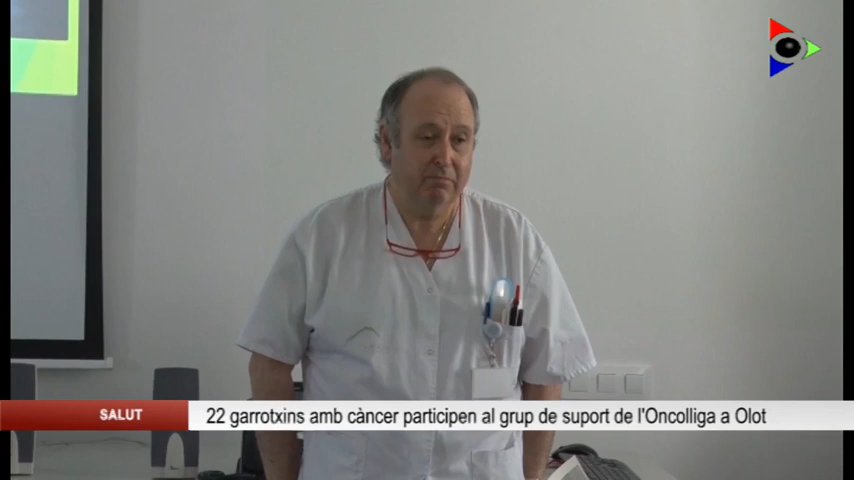 SALUT
22 garrotxins amb càncer participen al grup de suport de l'Oncolliga a Olot